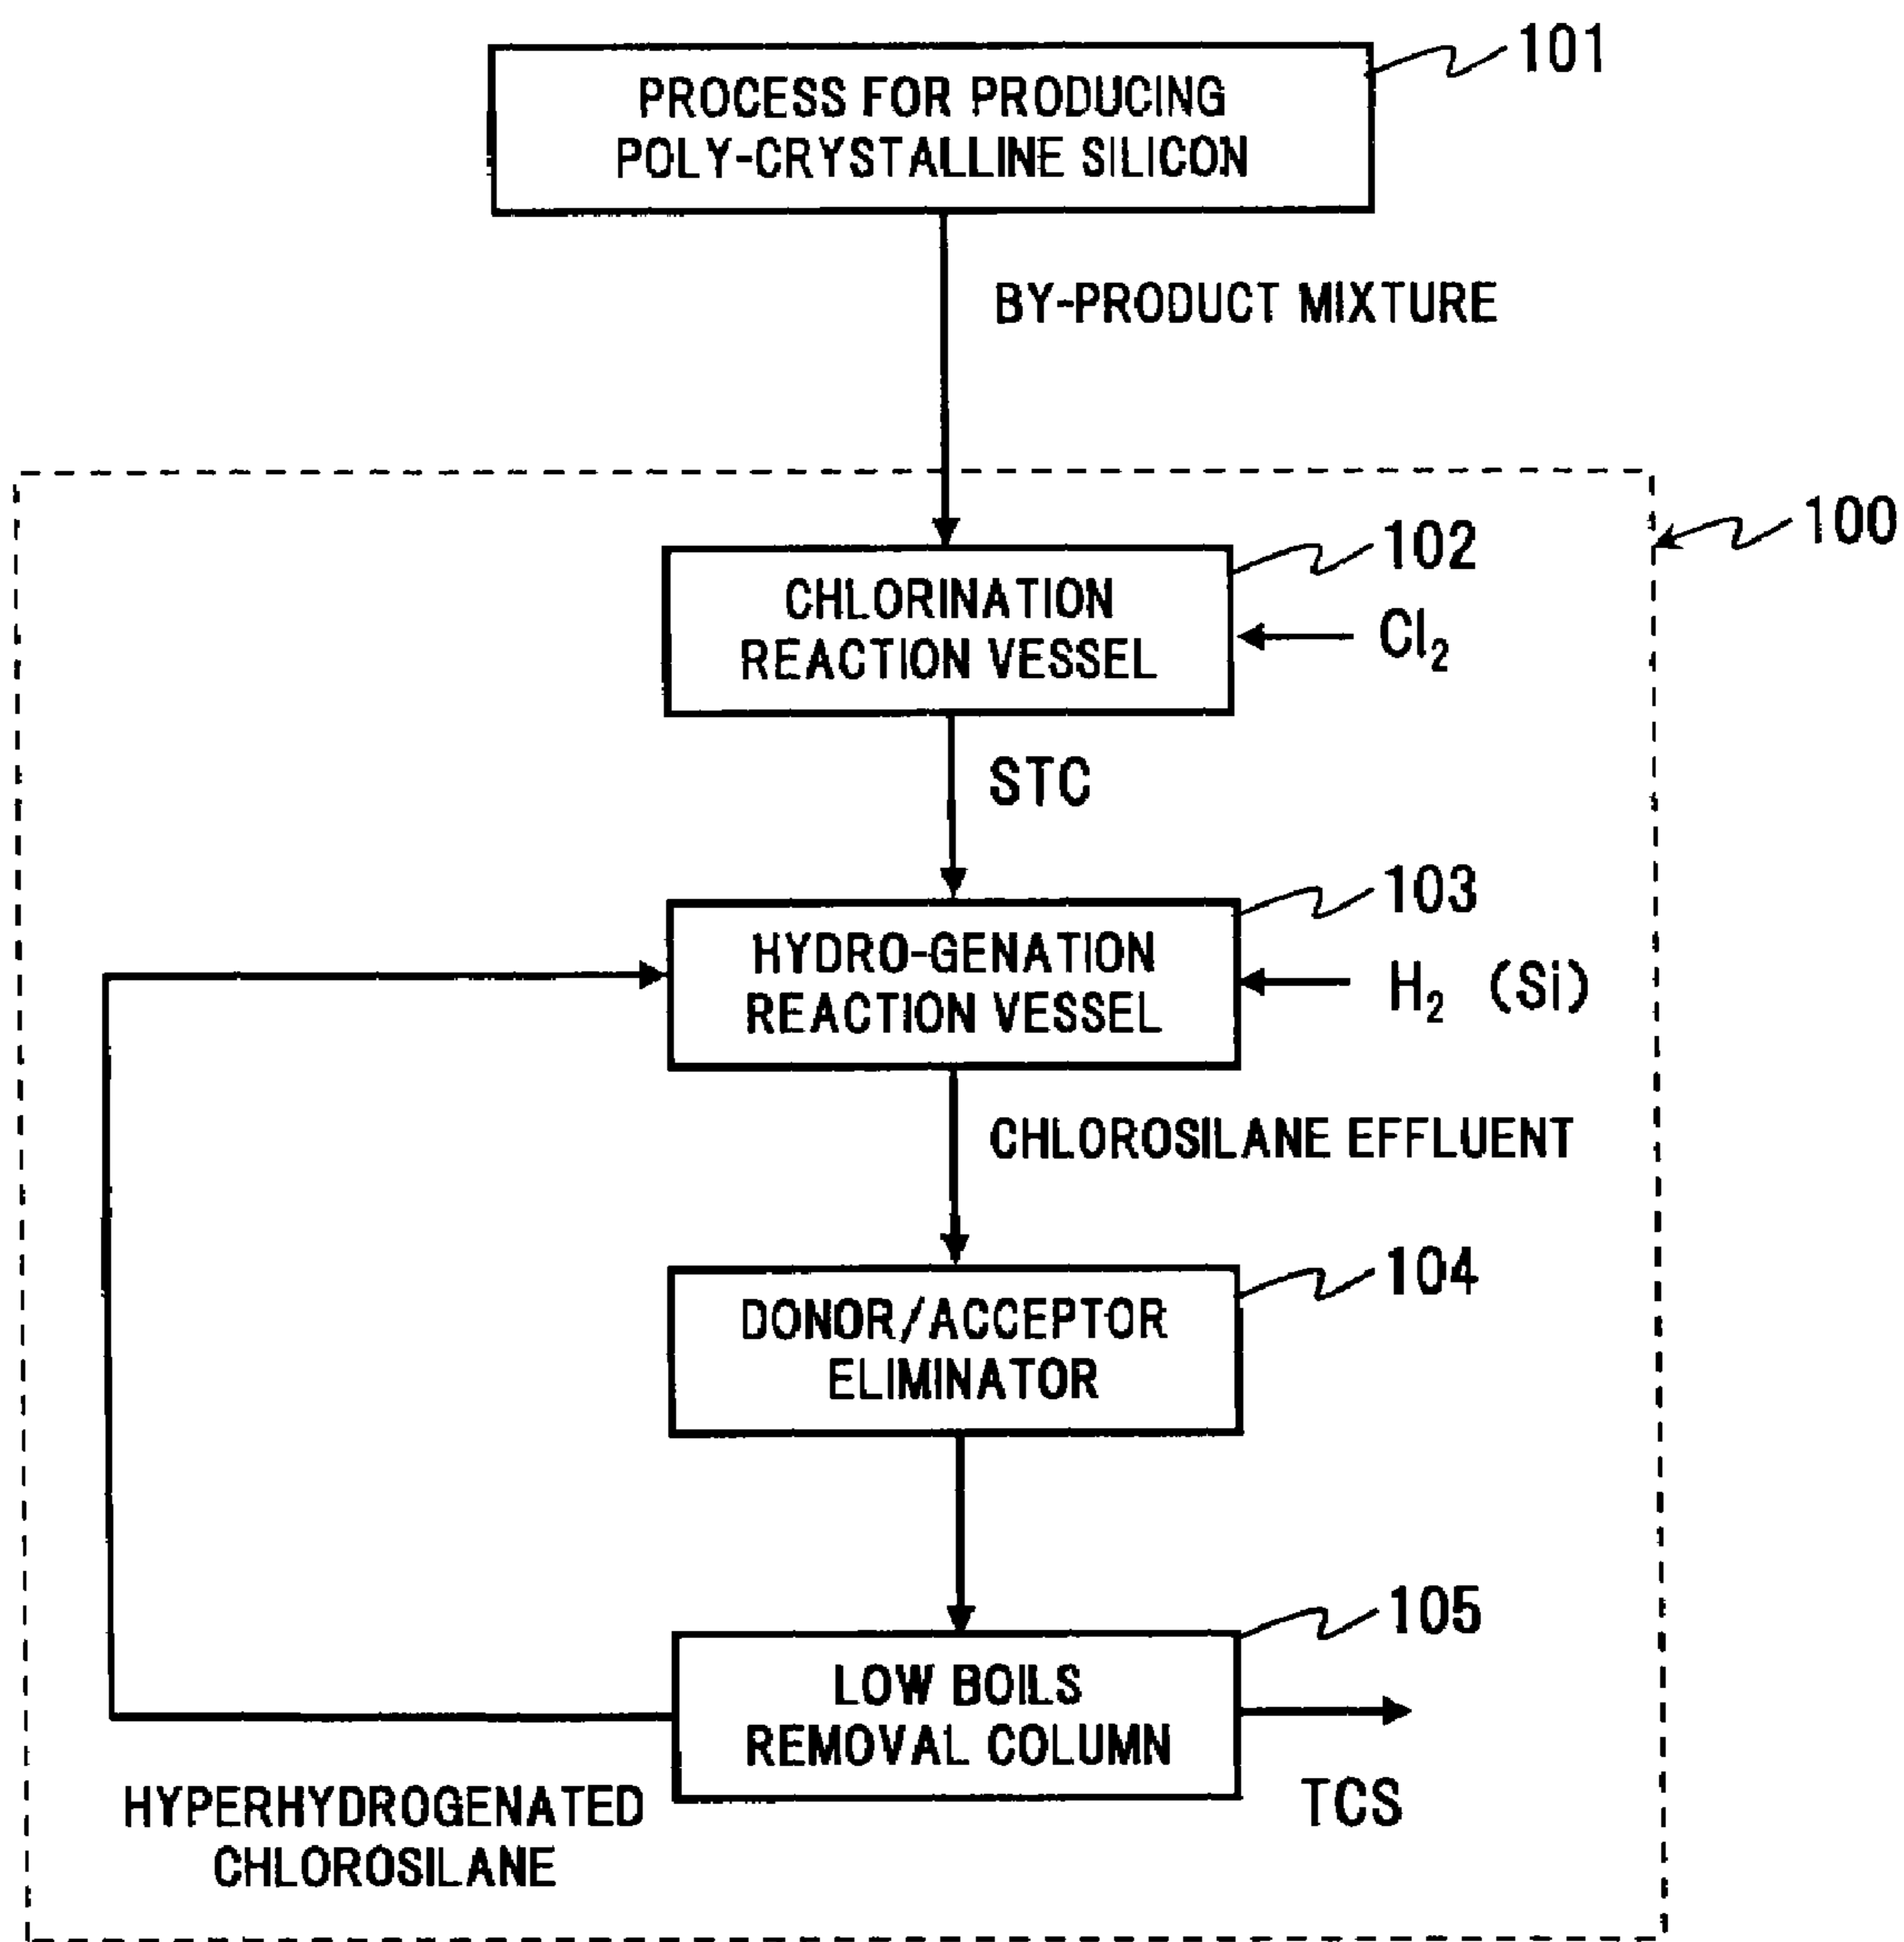 101
PROCESS FOR PRODUCING
POLY-CRYSTALLINE SILICON
BY-PRODUCT MIXTURE
100
102
CHLORINATION
REACTION VESSEL
Cl₂
STC
103
HYDRO-GENATION
REACTION VESSEL
H₂ (Si)
CHLOROSILANE EFFLUENT
104
DONOR/ACCEPTOR
ELIMINATOR
105
LOW BOILS
REMOVAL COLUMN
TCS
HYPERHYDROGENATED
CHLOROSILANE